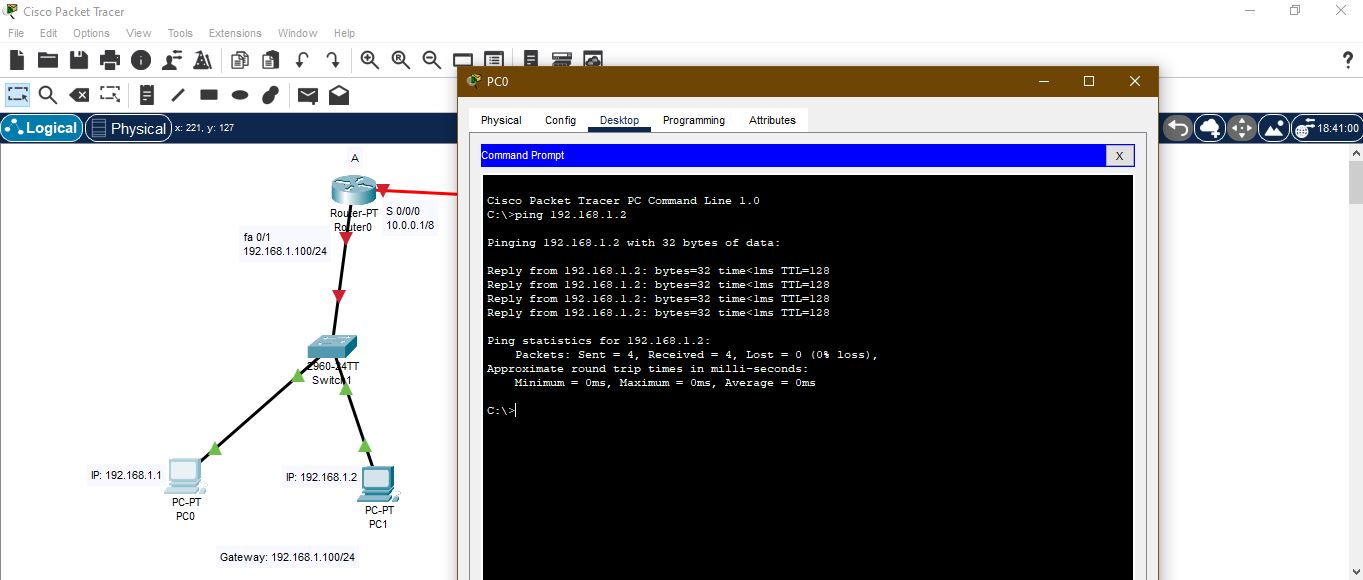 Cisco Packet Tracer
File Edit Options View Tools Extensions Window Help
?
Logical
Physical
x: 221, y: 127
18:41:00
A
Router-PT
Router0
S 0/0/0
10.0.0.1/8
fa 0/1
192.168.1.100/24
2960-24TT
Switch1
IP: 192.168.1.1
PC-PT
PC0
IP: 192.168.1.2
PC-PT
PC1
Gateway: 192.168.1.100/24
PC0
Physical Config Desktop Programming Attributes
Command Prompt
X
Cisco Packet Tracer PC Command Line 1.0
C:\>ping 192.168.1.2
Pinging 192.168.1.2 with 32 bytes of data:
Reply from 192.168.1.2: bytes=32 time<1ms TTL=128
Reply from 192.168.1.2: bytes=32 time<1ms TTL=128
Reply from 192.168.1.2: bytes=32 time<1ms TTL=128
Reply from 192.168.1.2: bytes=32 time<1ms TTL=128
Ping statistics for 192.168.1.2:
Packets: Sent = 4, Received = 4, Lost = 0 (0% loss),
Approximate round trip times in milli-seconds:
Minimum = 0ms, Maximum = 0ms, Average = 0ms
C:\>